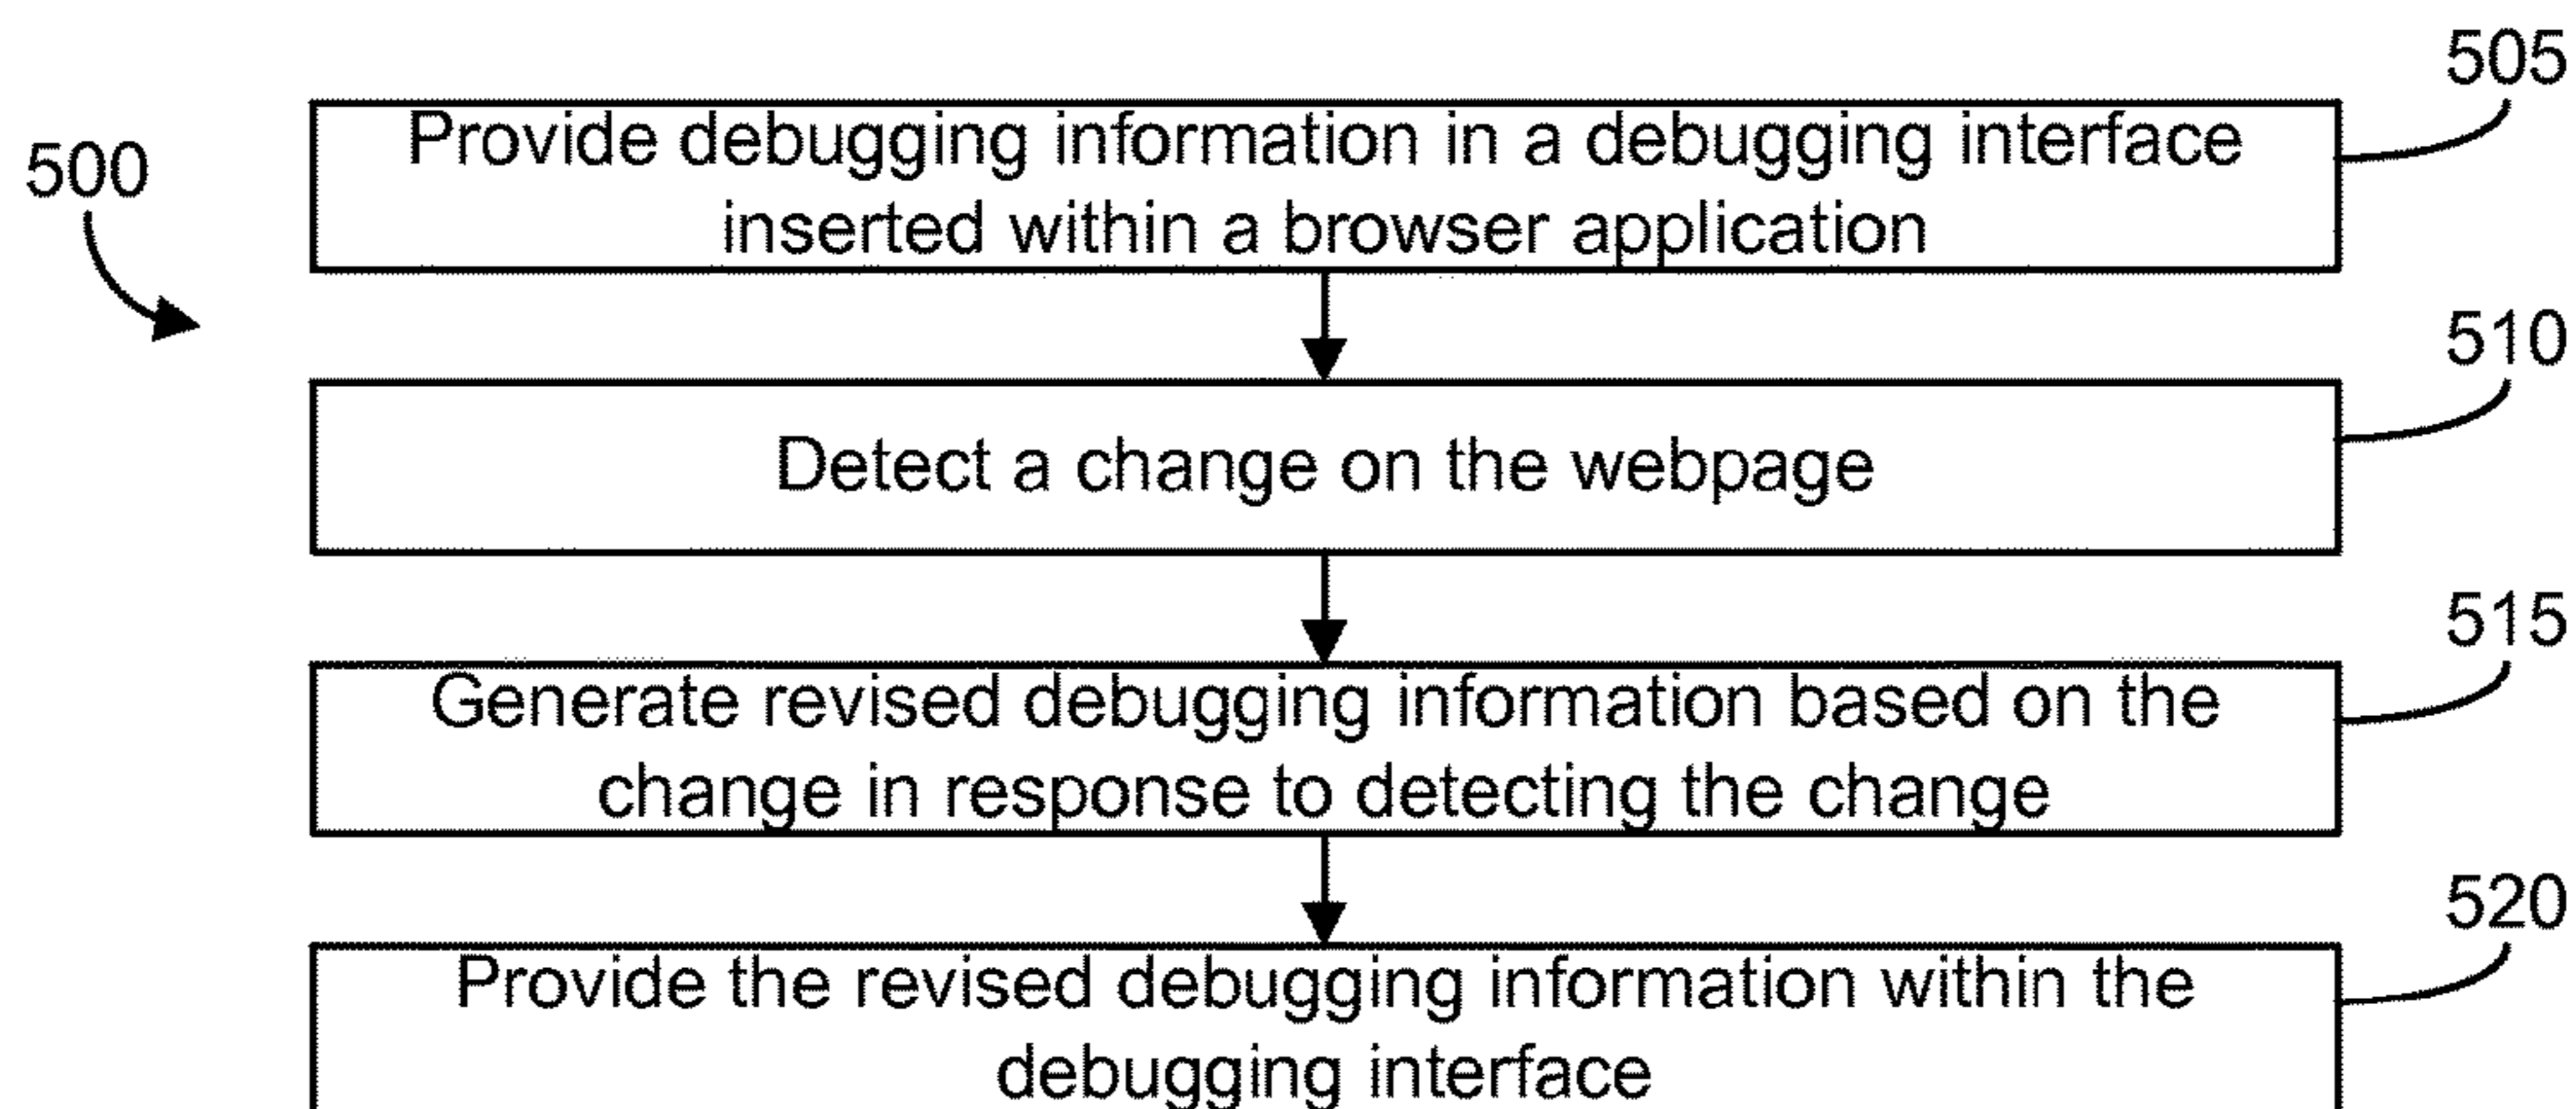 505
Provide debugging information in a debugging interface
inserted within a browser application
500
510
Detect a change on the webpage
515
Generate revised debugging information based on the
change in response to detecting the change
520
Provide the revised debugging information within the
debugging interface